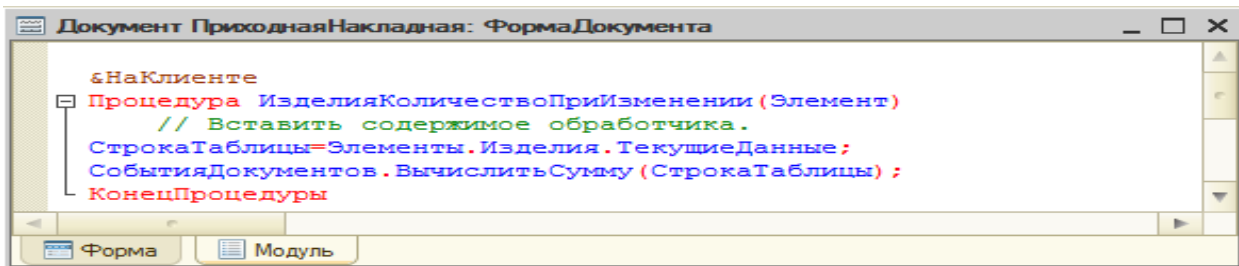 Документ ПриходнаяНакладная: ФормаДокумента
&НаКлиенте
Процедура ИзделияКоличествоПриИзменении(Элемент)
// Вставить содержимое обработчика.
СтрокаТаблицы=Элементы.Изделия.ТекущиеДанные;
СобытияДокументов.ВычислитьСумму(СтрокаТаблицы);
КонецПроцедуры
Форма Модуль